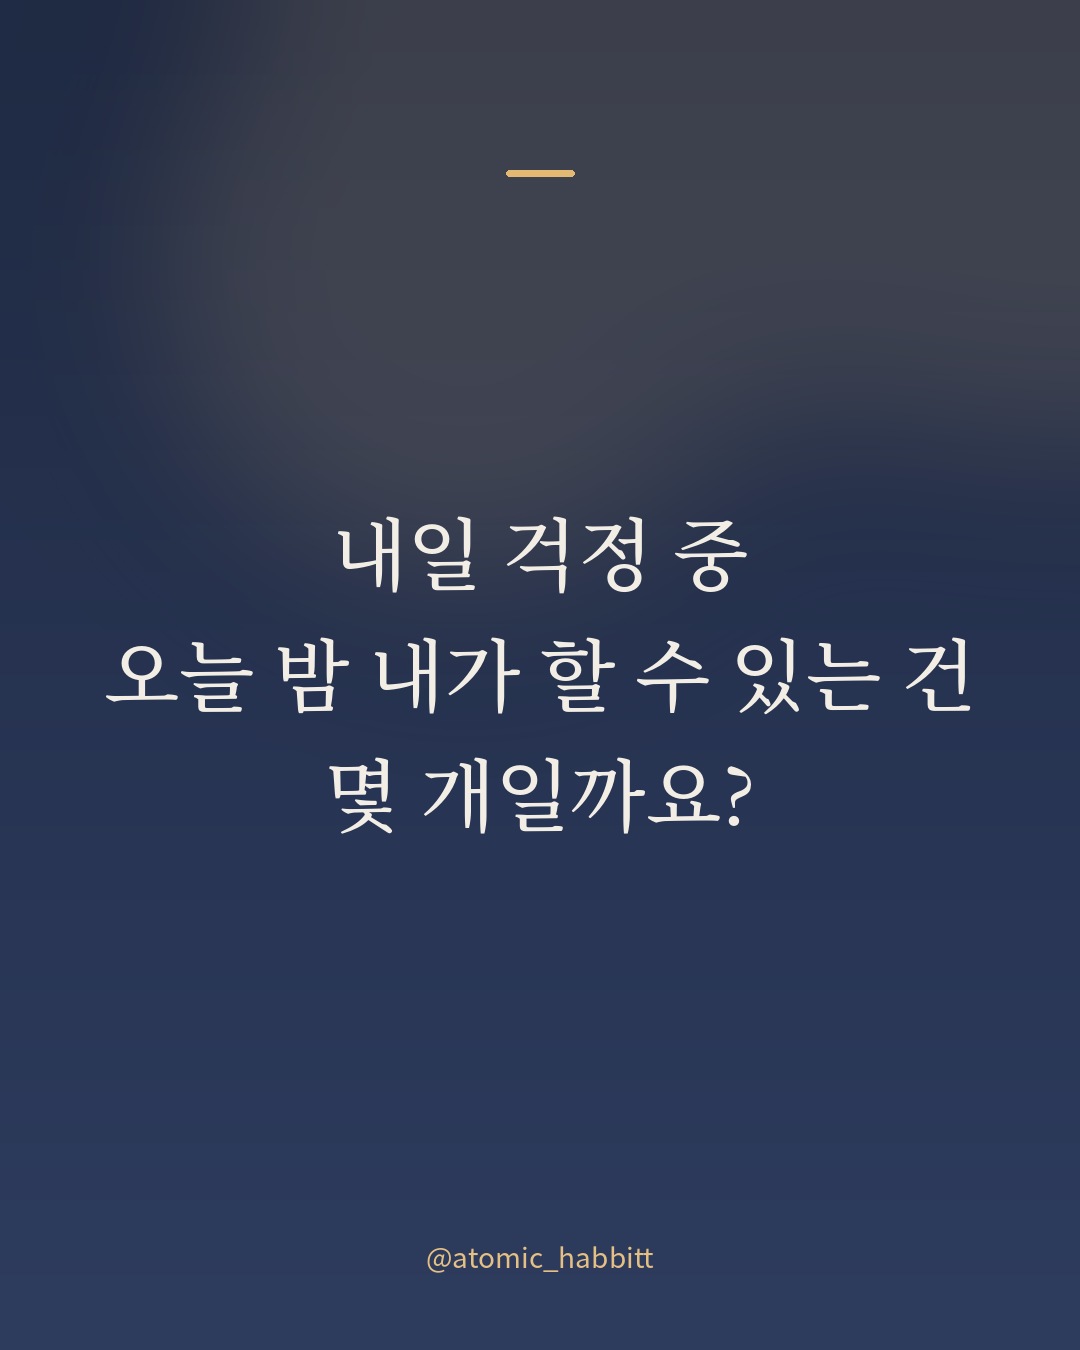 내일 걱정 중
오늘 밤 내가 할 수 있는 건
몇 개일까요?
@atomic_habbitt